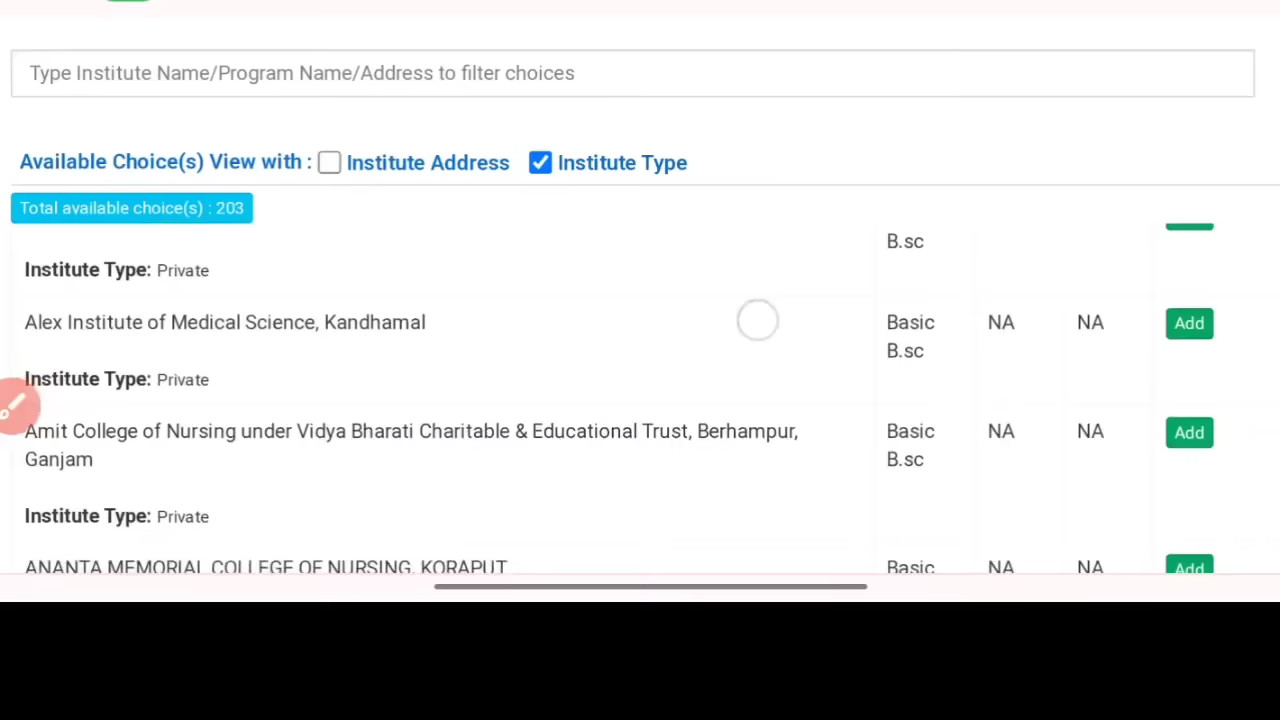 Type Institute Name/Program Name/Address to filter choices
Available Choice(s) View with : Institute Address Institute Type
Total available choice(s) : 203
B.sc
Institute Type: Private
Alex Institute of Medical Science, Kandhamal Basic NA NA Add
B.sc
Institute Type: Private
Amit College of Nursing under Vidya Bharati Charitable & Educational Trust, Berhampur, Basic NA NA Add
Ganjam B.sc
Institute Type: Private
ANANTA MEMORIAL COLLEGE OF NURSING, KORAPUT Basic NA NA Add